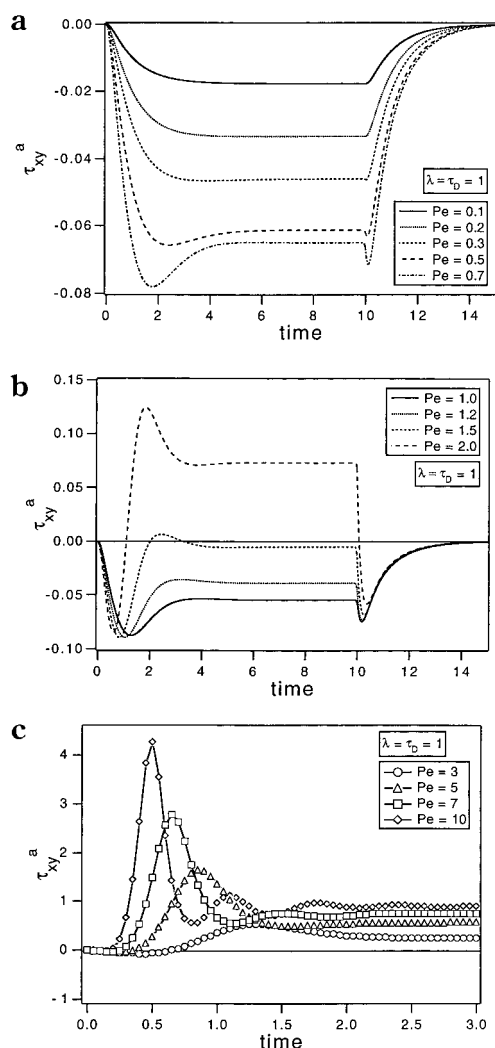 a
0.00
-0.02
-0.04
-0.06
-0.08
τxy a
λ = τD = 1
Pe = 0.1
Pe = 0.2
Pe = 0.3
Pe = 0.5
Pe = 0.7
0 2 4 6 8 10 12 14
time
b
0.15
0.10
0.05
0.00
-0.05
-0.10
τxy a
Pe = 1.0
Pe = 1.2
Pe = 1.5
Pe = 2.0
λ = τD = 1
0 2 4 6 8 10 12 14
time
c
4
3
2
1
0
-1
τxy a
λ = τD = 1
Pe = 3
Pe = 5
Pe = 7
Pe = 10
0.0 0.5 1.0 1.5 2.0 2.5 3.0
time